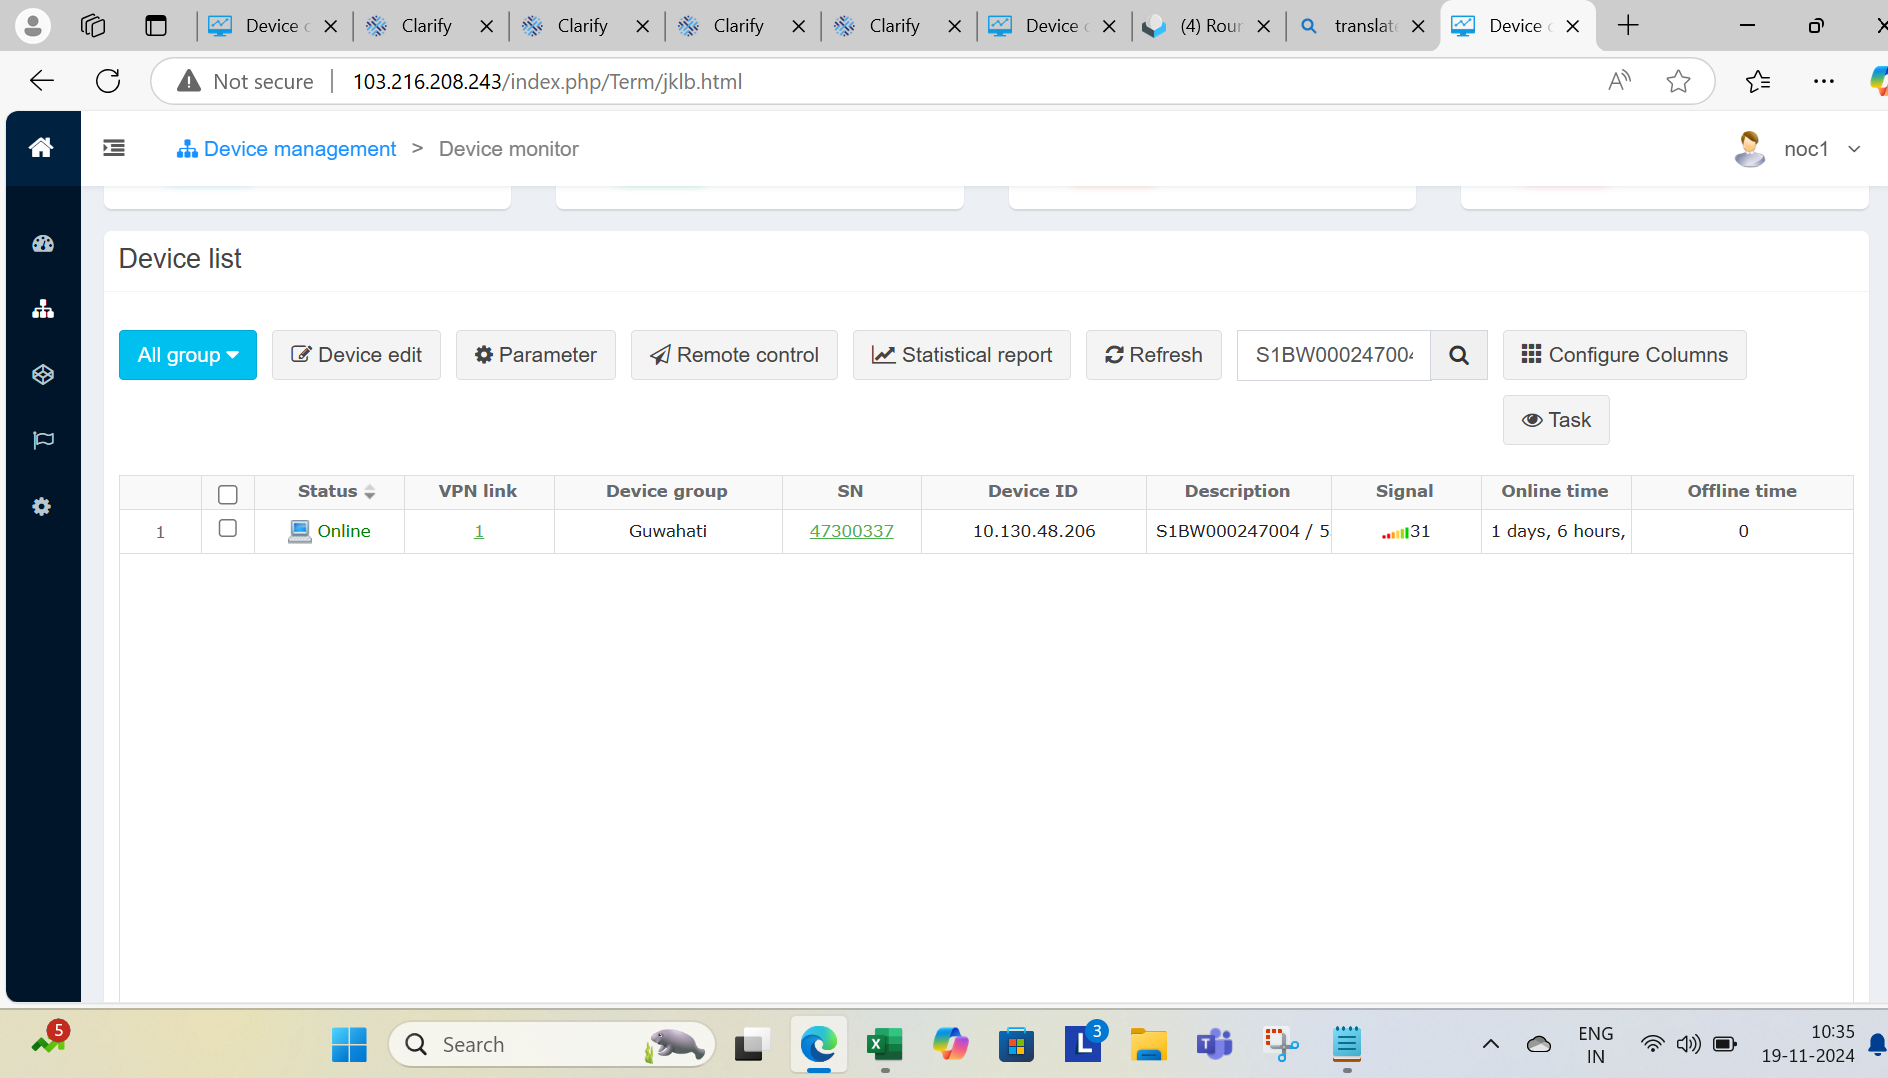 Device c
Clarify
Clarify
Clarify
Clarify
Device c
(4) Rour
translate
Device c
Not secure
103.216.208.243/index.php/Term/jklb.html
Device management > Device monitor
noc1
Device list
All group
Device edit
Parameter
Remote control
Statistical report
Refresh
S1BW000247004
Configure Columns
Task
Status VPN link Device group SN Device ID Description Signal Online time Offline time
1 Online 1 Guwahati 47300337 10.130.48.206 S1BW000247004 / 5 31 1 days, 6 hours, 0
5
Search
3
ENG
IN
10:35
19-11-2024